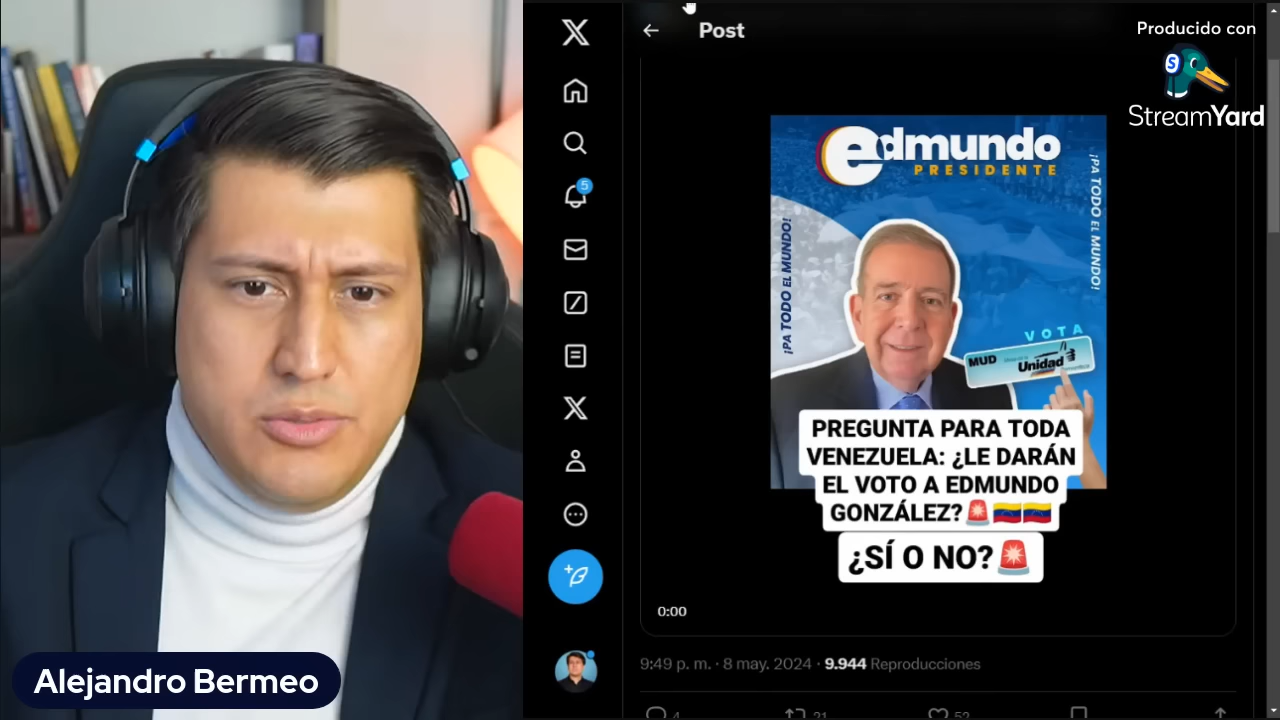 Post
Producido con
S
StreamYard
5
edmundo
PRESIDENTE
¡PA TODO EL MUNDO!
¡PA TODO EL MUNDO!
VOTA
MUD
Unidad
PREGUNTA PARA TODA
VENEZUELA: ¿LE DARÁN
EL VOTO A EDMUNDO
GONZÁLEZ?🚨🇻🇪🇻🇪
¿SÍ O NO?🚨
0:00
9:49 p. m. · 8 may. 2024 · 9.944 Reproducciones
4 21 52
Alejandro Bermeo